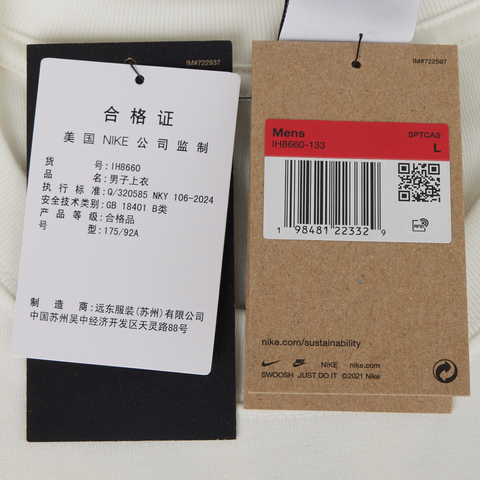 IM#722937
合格证
美国 NIKE 公司监制
货号:IH8660
品名:男子上衣
执行标准:Q/320585 NKY 106-2024
安全技术类别:GB 18401 B类
产品等级:合格品
号型:175/92A
制造商:远东服装(苏州)有限公司
中国苏州吴中经济开发区天灵路88号
IM#722597
Mens
SPTCAS
IH8660-133
L
RFID
1 98481 22332 9
nike.com/sustainability
NIKE nike.com
SWOOSH JUST DO IT ©2021 Nike